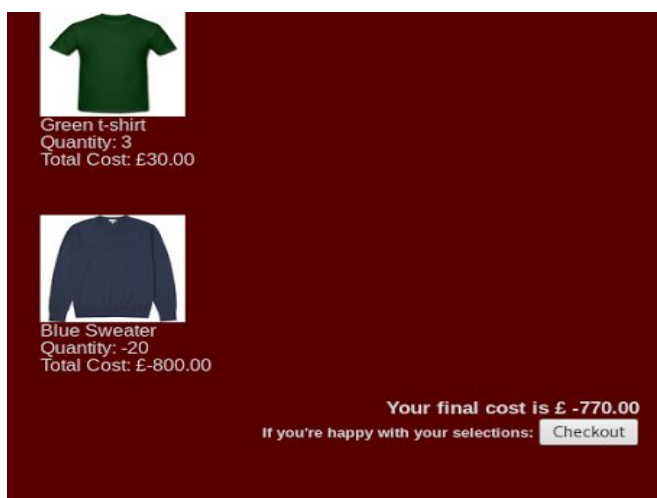 Green t-shirt
Quantity: 3
Total Cost: £30.00
Blue Sweater
Quantity: -20
Total Cost: £-800.00
Your final cost is £ -770.00
If you're happy with your selections: Checkout